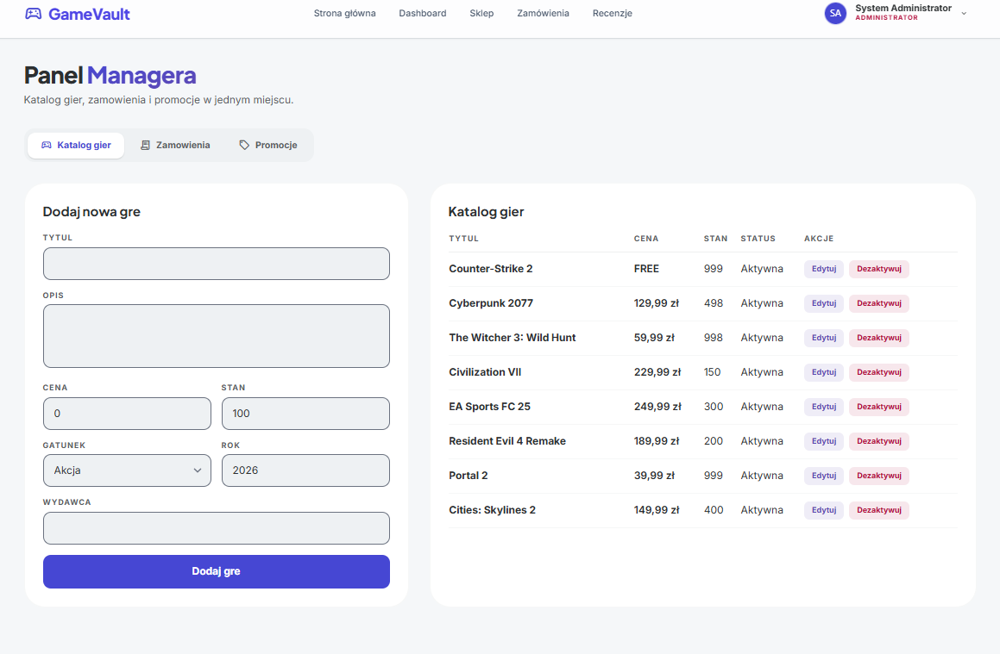 GameVault
Strona główna Dashboard Sklep Zamówienia Recenzje
SA
System Administrator
ADMINISTRATOR
Panel Managera
Katalog gier, zamowienia i promocje w jednym miejscu.
Katalog gier Zamowienia Promocje
Dodaj nowa gre
TYTUL
OPIS
CENA STAN
0 100
GATUNEK ROK
Akcja 2026
WYDAWCA
Dodaj gre
Katalog gier
TYTUL CENA STAN STATUS AKCJE
Counter-Strike 2 FREE 999 Aktywna Edytuj Dezaktywuj
Cyberpunk 2077 129,99 zł 498 Aktywna Edytuj Dezaktywuj
The Witcher 3: Wild Hunt 59,99 zł 998 Aktywna Edytuj Dezaktywuj
Civilization VII 229,99 zł 150 Aktywna Edytuj Dezaktywuj
EA Sports FC 25 249,99 zł 300 Aktywna Edytuj Dezaktywuj
Resident Evil 4 Remake 189,99 zł 200 Aktywna Edytuj Dezaktywuj
Portal 2 39,99 zł 999 Aktywna Edytuj Dezaktywuj
Cities: Skylines 2 149,99 zł 400 Aktywna Edytuj Dezaktywuj